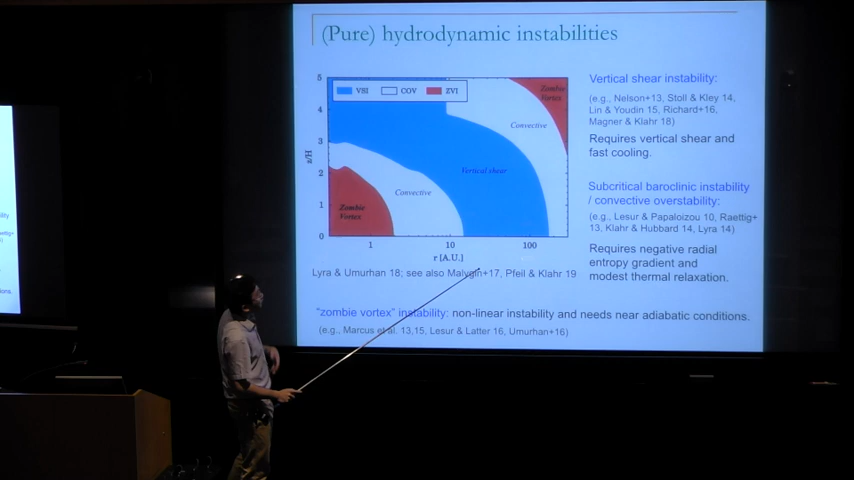 (Pure) hydrodynamic instabilities
VSI COV ZVI
5
4
3
2
1
0
z/H
Zombie
Vortex
Convective
Vertical shear
Convective
Zombie
Vortex
1 10 100
r [A.U.]
Lyra & Umurhan 18; see also Malygin+17, Pfeil & Klahr 19
Vertical shear instability:
(e.g., Nelson+13, Stoll & Kley 14,
Lin & Youdin 15, Richard+16,
Magner & Klahr 18)
Requires vertical shear and
fast cooling.
Subcritical baroclinic instability
/ convective overstability:
(e.g., Lesur & Papaloizou 10, Raettig+
13, Klahr & Hubbard 14, Lyra 14)
Requires negative radial
entropy gradient and
modest thermal relaxation.
"zombie vortex" instability: non-linear instability and needs near adiabatic conditions.
(e.g., Marcus et al. 13,15, Lesur & Latter 16, Umurhan+16)